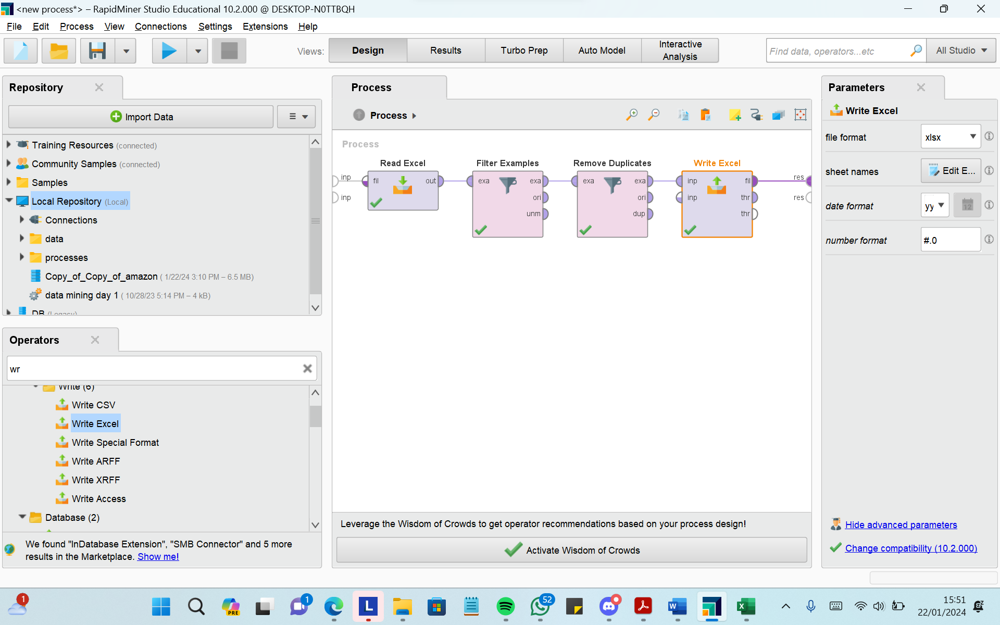 <new process*> – RapidMiner Studio Educational 10.2.000 @ DESKTOP-N0TTBQH
File Edit Process View Connections Settings Extensions Help
Views: Design Results Turbo Prep Auto Model Interactive Analysis
Find data, operators...etc All Studio
Repository
Import Data
Training Resources (connected)
Community Samples (connected)
Samples
Local Repository (Local)
Connections
data
processes
Copy_of_Copy_of_amazon ( 1/22/24 3:10 PM – 6.5 MB)
data mining day 1 ( 10/28/23 5:14 PM – 4 kB)
DB (Legacy)
Operators
wr
Write (6)
Write CSV
Write Excel
Write Special Format
Write ARFF
Write XRFF
Write Access
Database (2)
We found "InDatabase Extension", "SMB Connector" and 5 more
results in the Marketplace. Show me!
Process
Process
Process
Read Excel Filter Examples Remove Duplicates Write Excel
inp fil out exa exa exa exa inp fil res
inp ori ori inp thr res
unm dup thr
Leverage the Wisdom of Crowds to get operator recommendations based on your process design!
Activate Wisdom of Crowds
Parameters
Write Excel
file format xlsx
sheet names Edit E...
date format yy 12
number format #.0
Hide advanced parameters
Change compatibility (10.2.000)
1 PRE 1 L 52 W X
15:51
22/01/2024